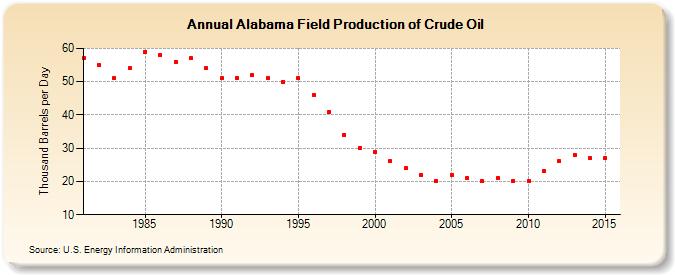 Annual Alabama Field Production of Crude Oil
Thousand Barrels per Day
60
50
40
30
20
10
1985 1990 1995 2000 2005 2010 2015
Source: U.S. Energy Information Administration